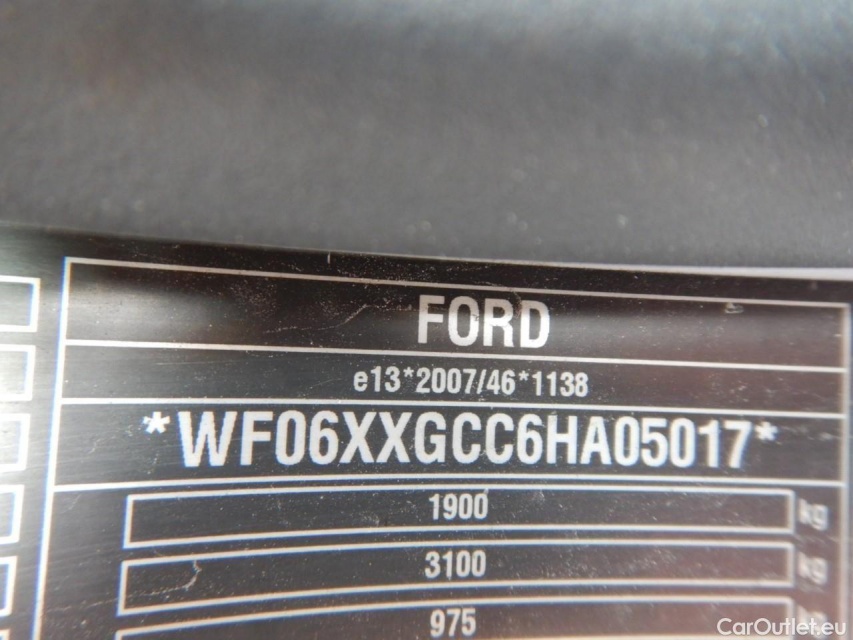 FORD
e13*2007/46*1138
*WF06XXGCC6HA05017*
1900 kg
3100 kg
975
CarOutlet.eu